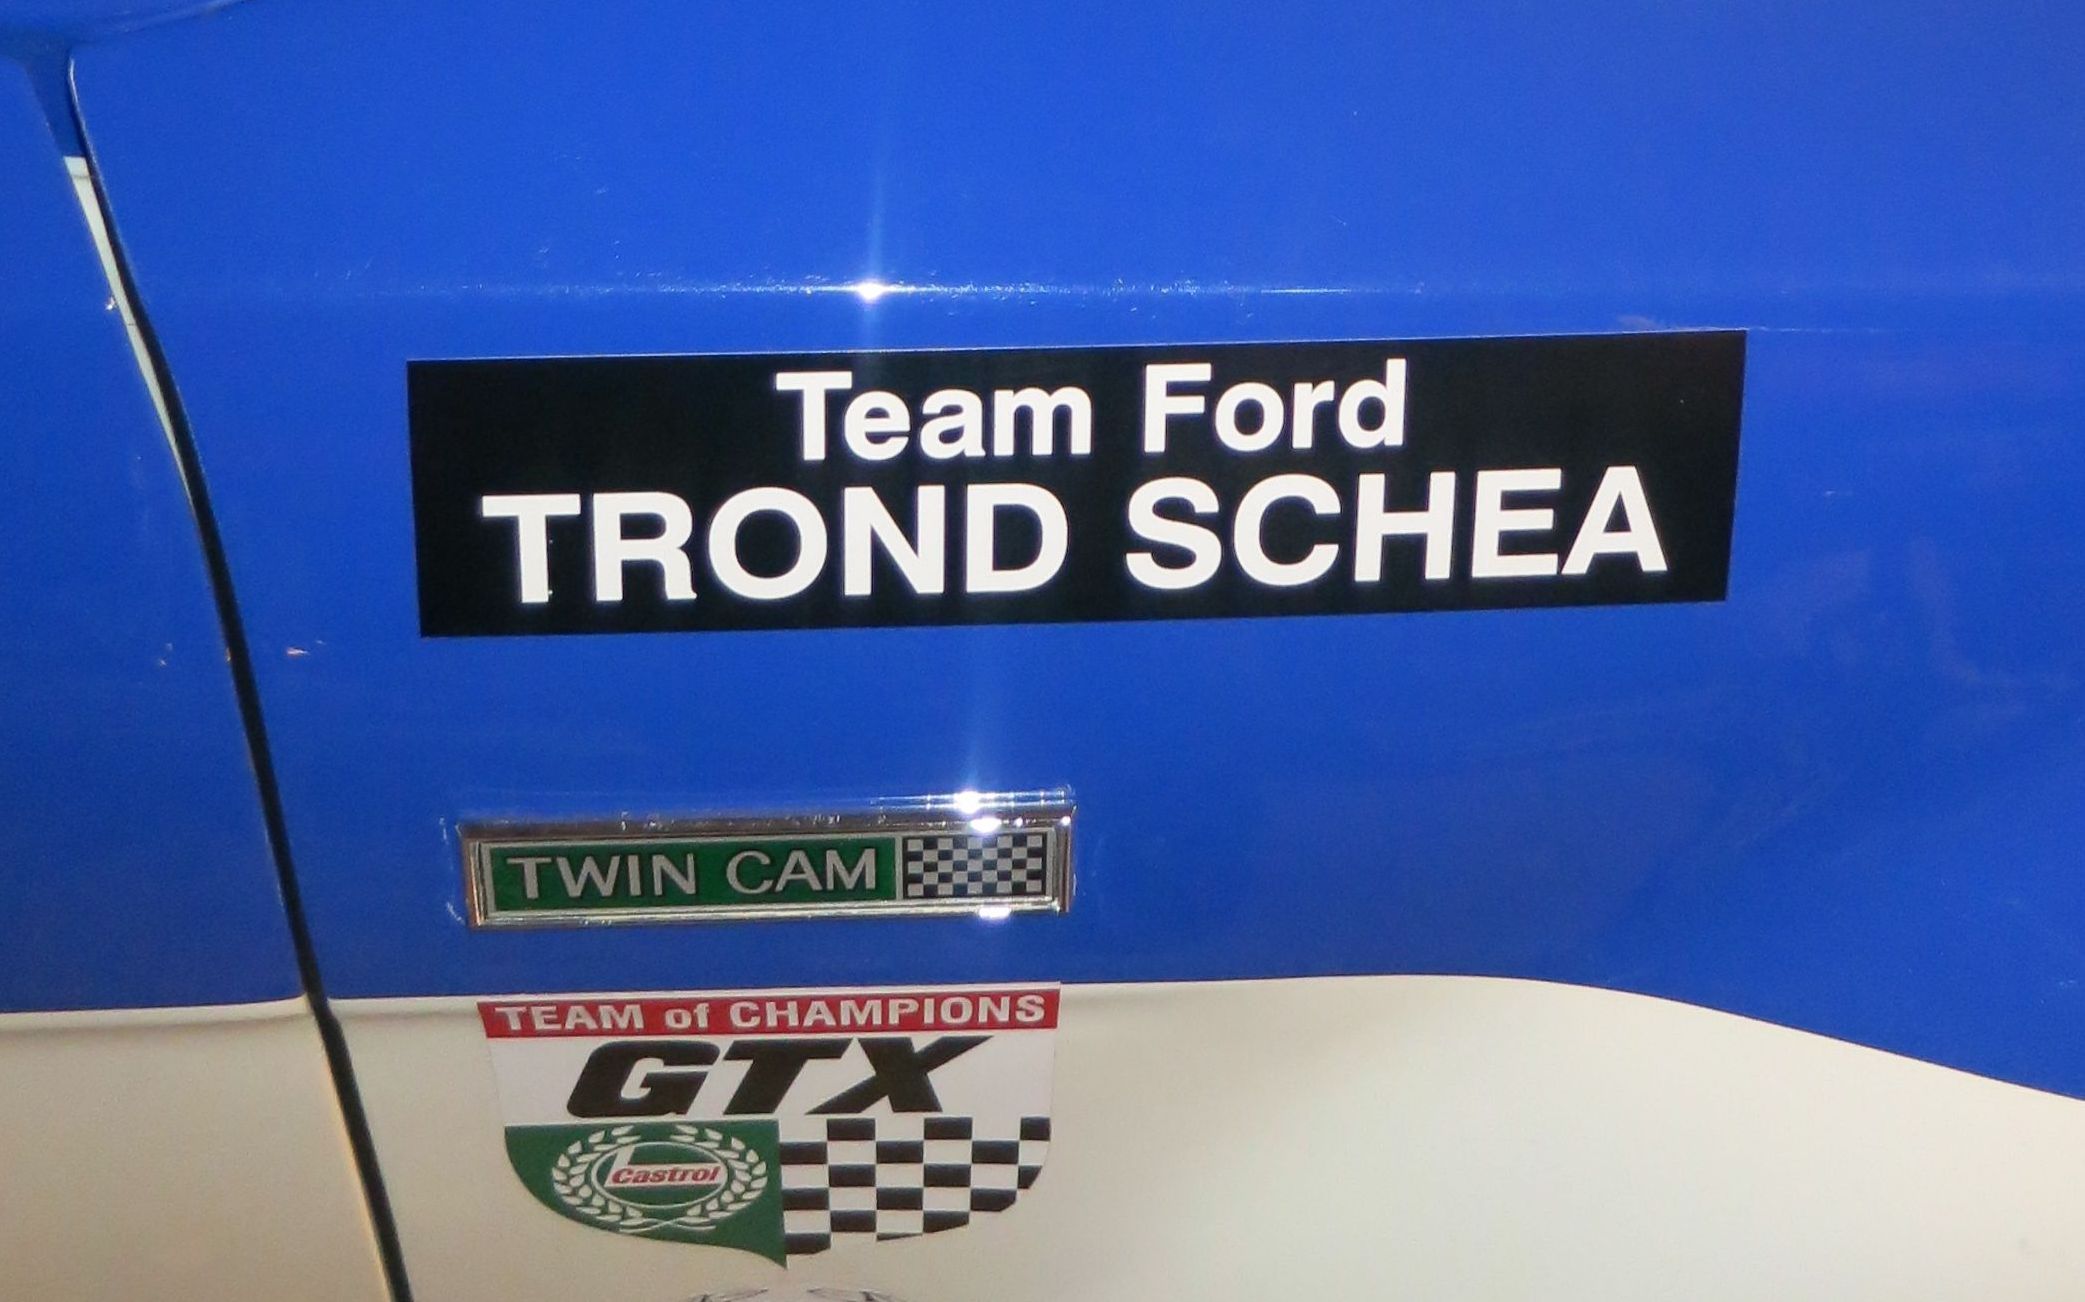 Team Ford
TROND SCHEA
TWIN CAM
TEAM of CHAMPIONS
GTX
Castrol